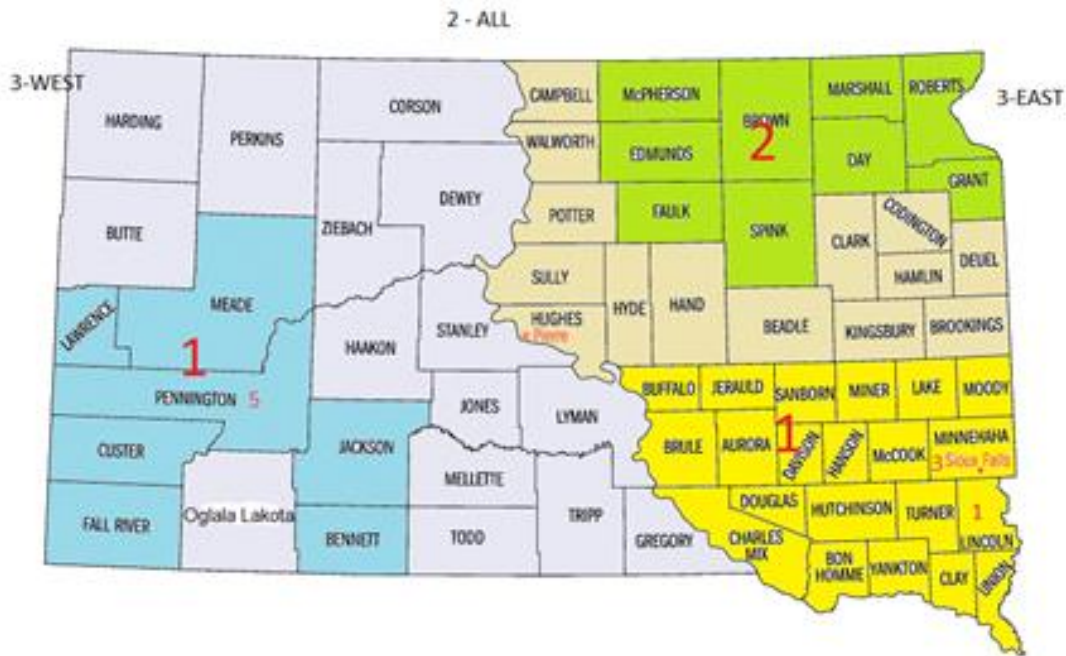 2 - ALL
3-WEST
3-EAST
HARDING
PERKINS
CORSON
CAMPBELL
McPHERSON
BROWN
2
MARSHALL
ROBERTS
WALWORTH
EDMUNDS
DAY
GRANT
BUTTE
ZIEBACH
DEWEY
POTTER
FAULK
SPINK
CLARK
CODINGTON
DEUEL
HAMLIN
LAWRENCE
MEADE
1
SULLY
HYDE
HAND
STANLEY
HUGHES
Pierre
BEADLE
KINGSBURY
BROOKINGS
HAAKON
PENNINGTON 5
JONES
LYMAN
BUFFALO
JERAULD
SANBORN
MINER
LAKE
MOODY
CUSTER
JACKSON
BRULE
AURORA
1
DAVISON
HANSON
McCOOK
MINNEHAHA
3 Sioux Falls
MELLETTE
FALL RIVER
Oglala Lakota
BENNETT
TODD
TRIPP
GREGORY
CHARLES
MIX
DOUGLAS
HUTCHINSON
TURNER
1
LINCOLN
BON
HOMME
YANKTON
CLAY
UNION